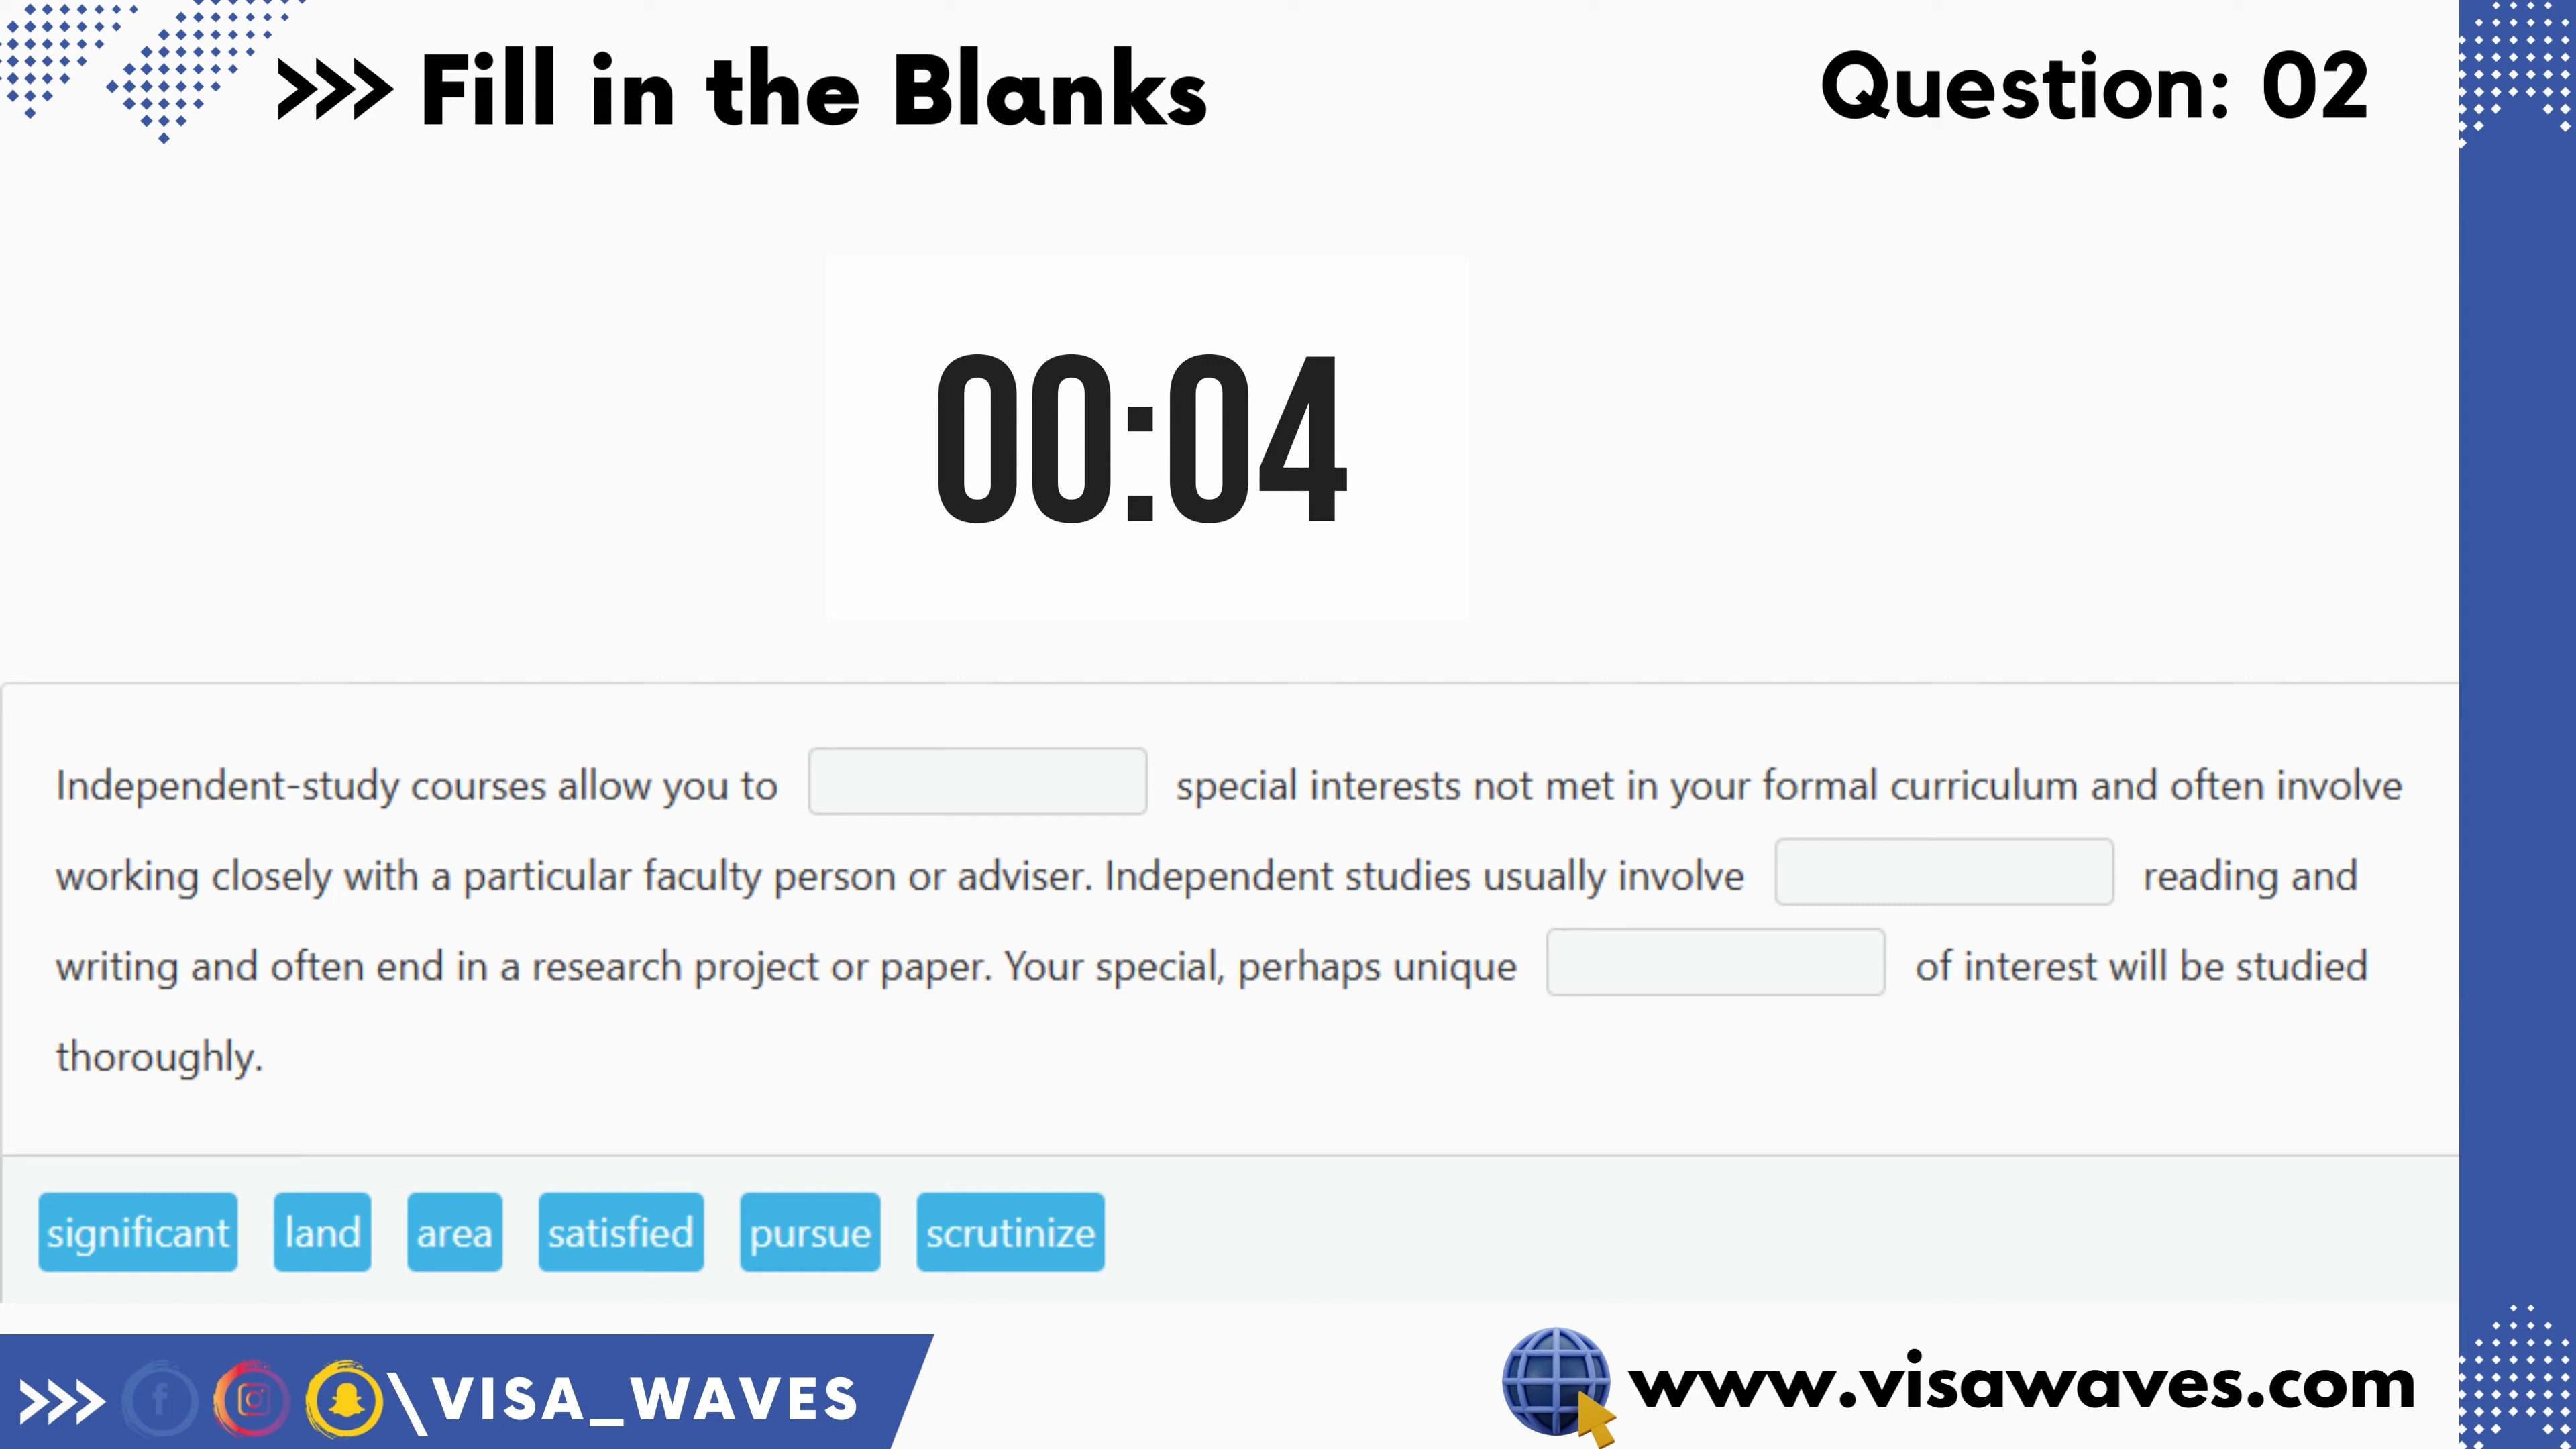 >>> Fill in the Blanks
Question: 02
00:04
Independent-study courses allow you to special interests not met in your formal curriculum and often involve
working closely with a particular faculty person or adviser. Independent studies usually involve reading and
writing and often end in a research project or paper. Your special, perhaps unique of interest will be studied
thoroughly.
significant land area satisfied pursue scrutinize
>>> f \VISA_WAVES
www.visawaves.com